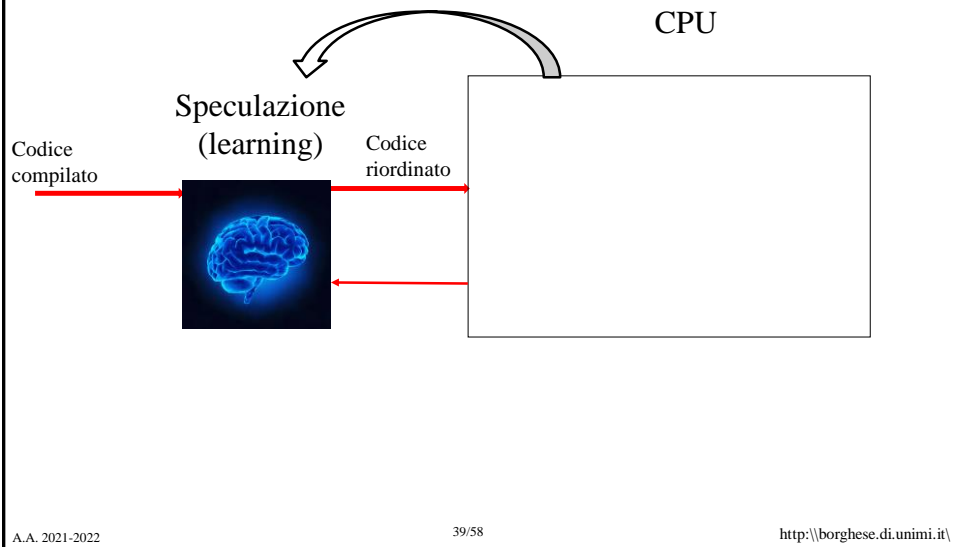 CPU
Speculazione
(learning)
Codice
compilato
Codice
riordinato
A.A. 2021-2022
39/58
http:\\borghese.di.unimi.it\